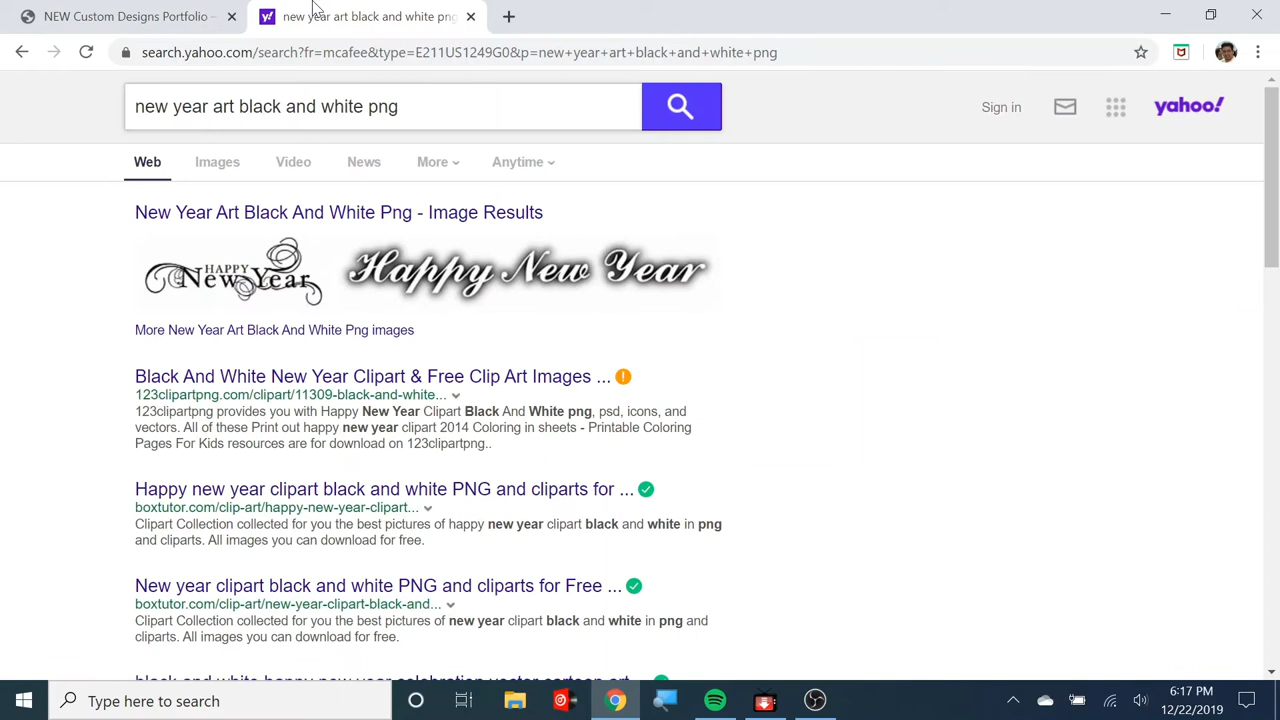 NEW Custom Designs Portfolio –
new year art black and white png
search.yahoo.com/search?fr=mcafee&type=E211US1249G0&p=new+year+art+black+and+white+png
new year art black and white png
Sign in
yahoo!
Web Images Video News More Anytime
New Year Art Black And White Png - Image Results
HAPPY
New Year
Happy New Year
More New Year Art Black And White Png images
Black And White New Year Clipart & Free Clip Art Images ...
123clipartpng.com/clipart/11309-black-and-white...
123clipartpng provides you with Happy New Year Clipart Black And White png, psd, icons, and
vectors. All of these Print out happy new year clipart 2014 Coloring in sheets - Printable Coloring
Pages For Kids resources are for download on 123clipartpng..
Happy new year clipart black and white PNG and cliparts for ...
boxtutor.com/clip-art/happy-new-year-clipart...
Clipart Collection collected for you the best pictures of happy new year clipart black and white in png
and cliparts. All images you can download for free.
New year clipart black and white PNG and cliparts for Free ...
boxtutor.com/clip-art/new-year-clipart-black-and...
Clipart Collection collected for you the best pictures of new year clipart black and white in png and
cliparts. All images you can download for free.
black and white happy new year celebration vector cartoon art ...
Type here to search
6:17 PM
12/22/2019